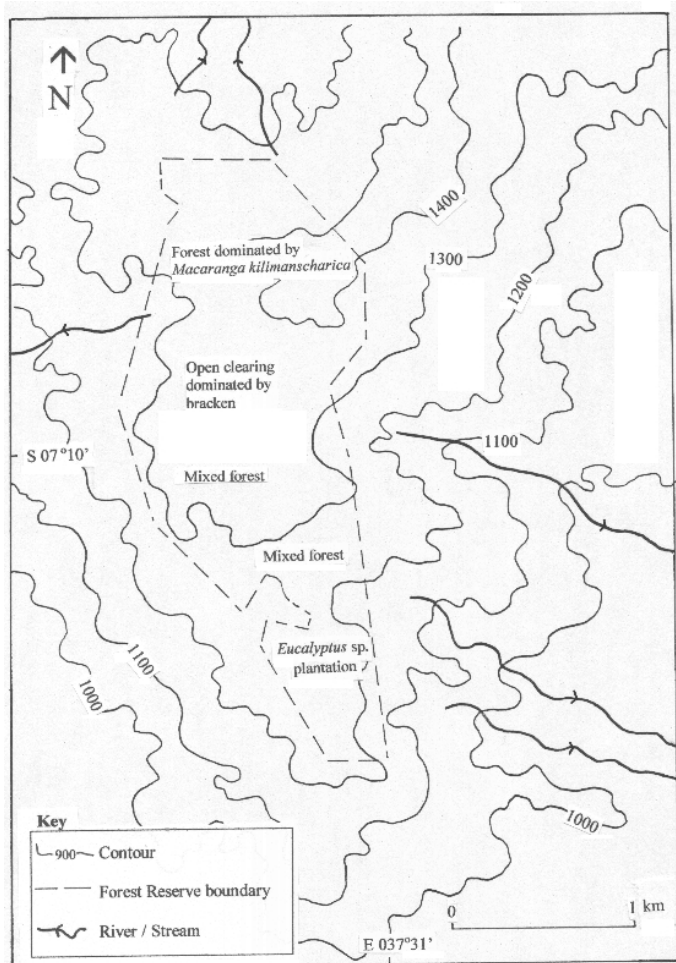 N
1400
Forest dominated by
Macaranga kilimanscharica
1300
1200
Open clearing
dominated by
bracken
1100
S 07°10'
Mixed forest
Mixed forest
Eucalyptus sp.
plantation
1100
1000
1000
Key
900 Contour
Forest Reserve boundary
River / Stream
0 1 km
E 037°31'